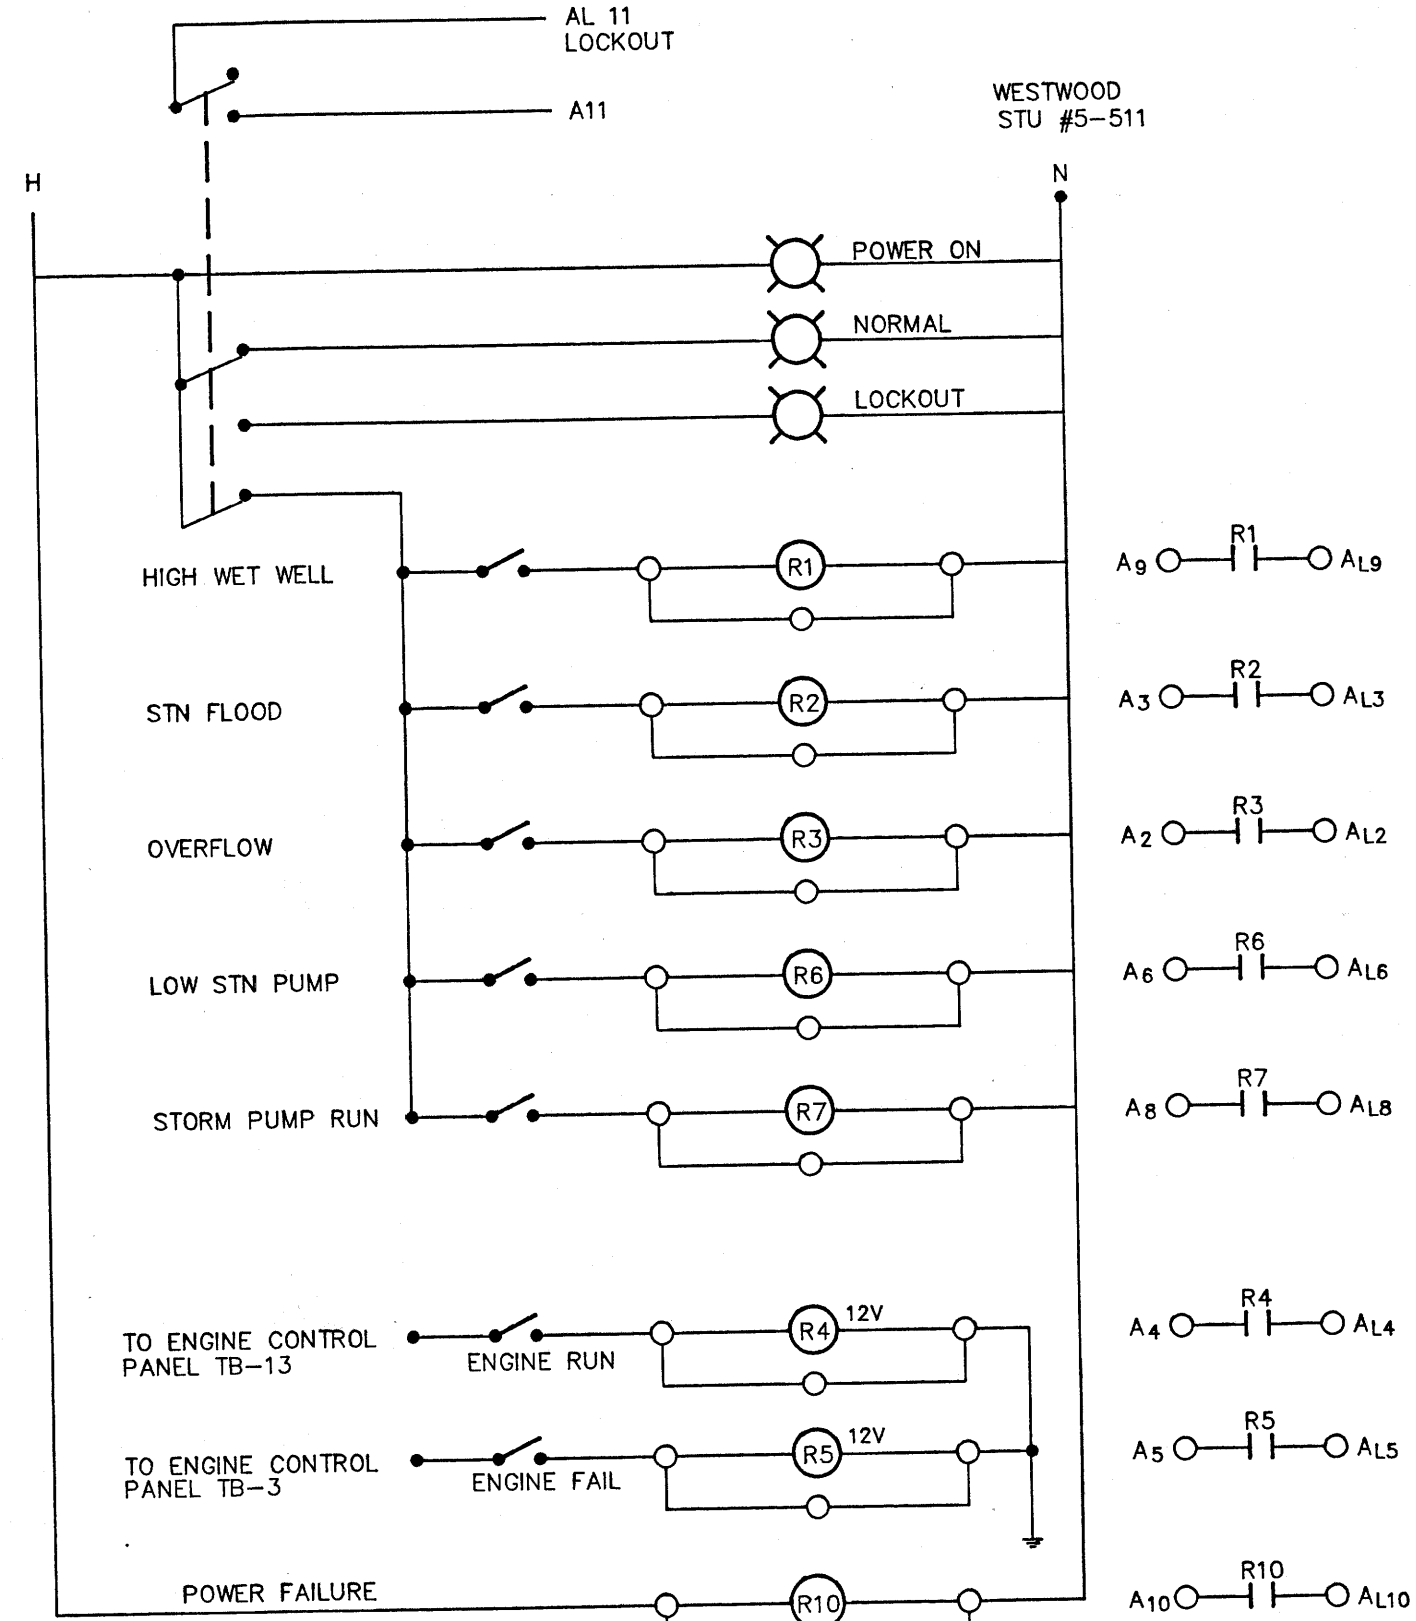 AL 11
LOCKOUT
A11
WESTWOOD
STU #5-511
H
N
POWER ON
NORMAL
LOCKOUT
HIGH WET WELL
R1
A9
R1
AL9
STN FLOOD
R2
A3
R2
AL3
OVERFLOW
R3
A2
R3
AL2
LOW STN PUMP
R6
A6
R6
AL6
STORM PUMP RUN
R7
A8
R7
AL8
TO ENGINE CONTROL
PANEL TB-13
ENGINE RUN
R4
12V
A4
R4
AL4
TO ENGINE CONTROL
PANEL TB-3
ENGINE FAIL
R5
12V
A5
R5
AL5
POWER FAILURE
R10
A10
R10
AL10